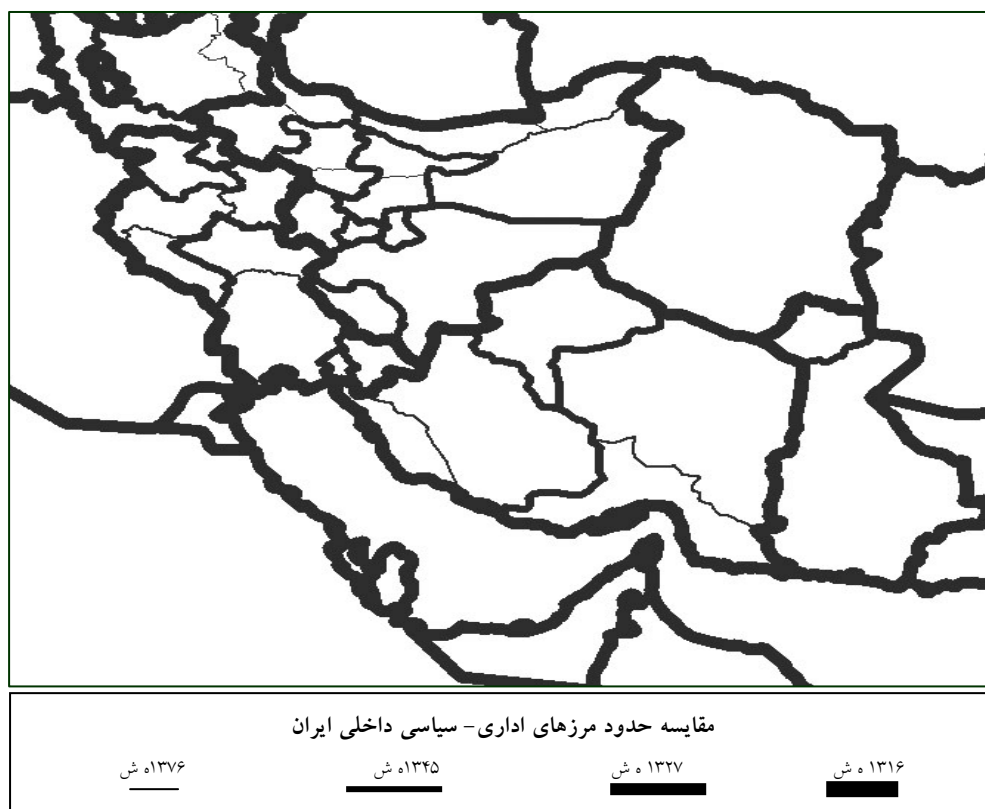 مقایسه حدود مرزهای اداری- سیاسی داخلی ایران
۱۳۱۶ ه ش ۱۳۲۷ ه ش ۱۳۴۵ه ش ۱۳۷۶ه ش